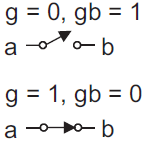 g = 0, gb = 1
a b
g = 1, gb = 0
a b